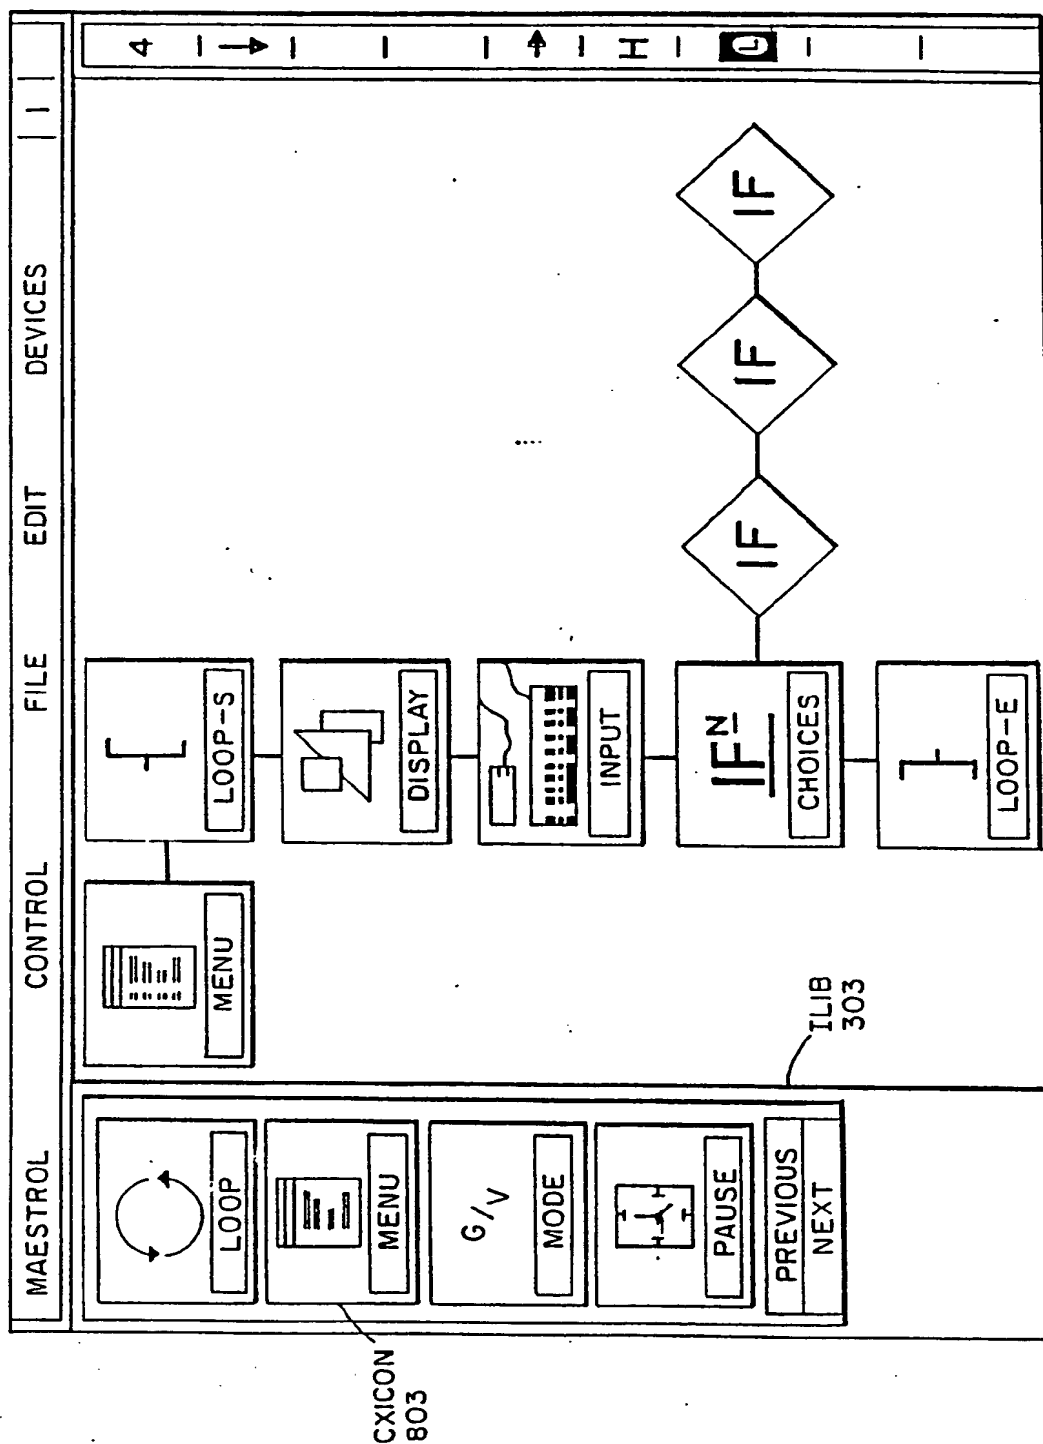 MAESTROL CONTROL FILE EDIT DEVICES | I |
LOOP
MENU
G/V
MODE
PAUSE
PREVIOUS
NEXT
CXICON
803
ILIB
303
MENU
LOOP-S
DISPLAY
INPUT
IFN
CHOICES
IF
IF
IF
LOOP-E
4
H
L